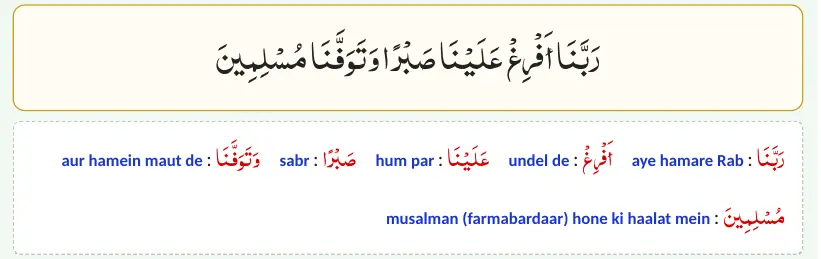 رَبَّنَا أَفْرِغْ عَلَيْنَا صَبْرًا وَتَوَفَّنَا مُسْلِمِينَ
رَبَّنَا : aye hamare Rab أَفْرِغْ : undel de عَلَيْنَا : hum par صَبْرًا : sabr وَتَوَفَّنَا : aur hamein maut de
مُسْلِمِينَ : musalman (farmabardaar) hone ki haalat mein